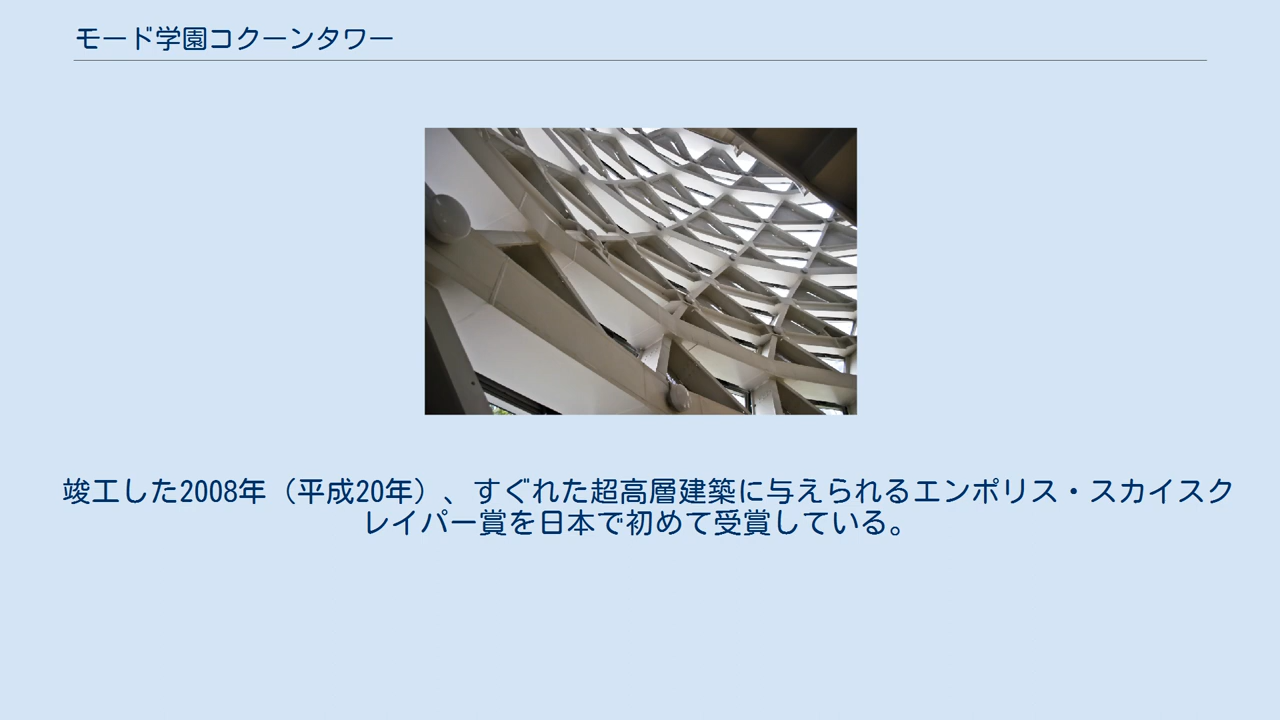 モード学園コクーンタワー
竣工した2008年（平成20年）、すぐれた超高層建築に与えられるエンポリス・スカイスク
レイパー賞を日本で初めて受賞している。